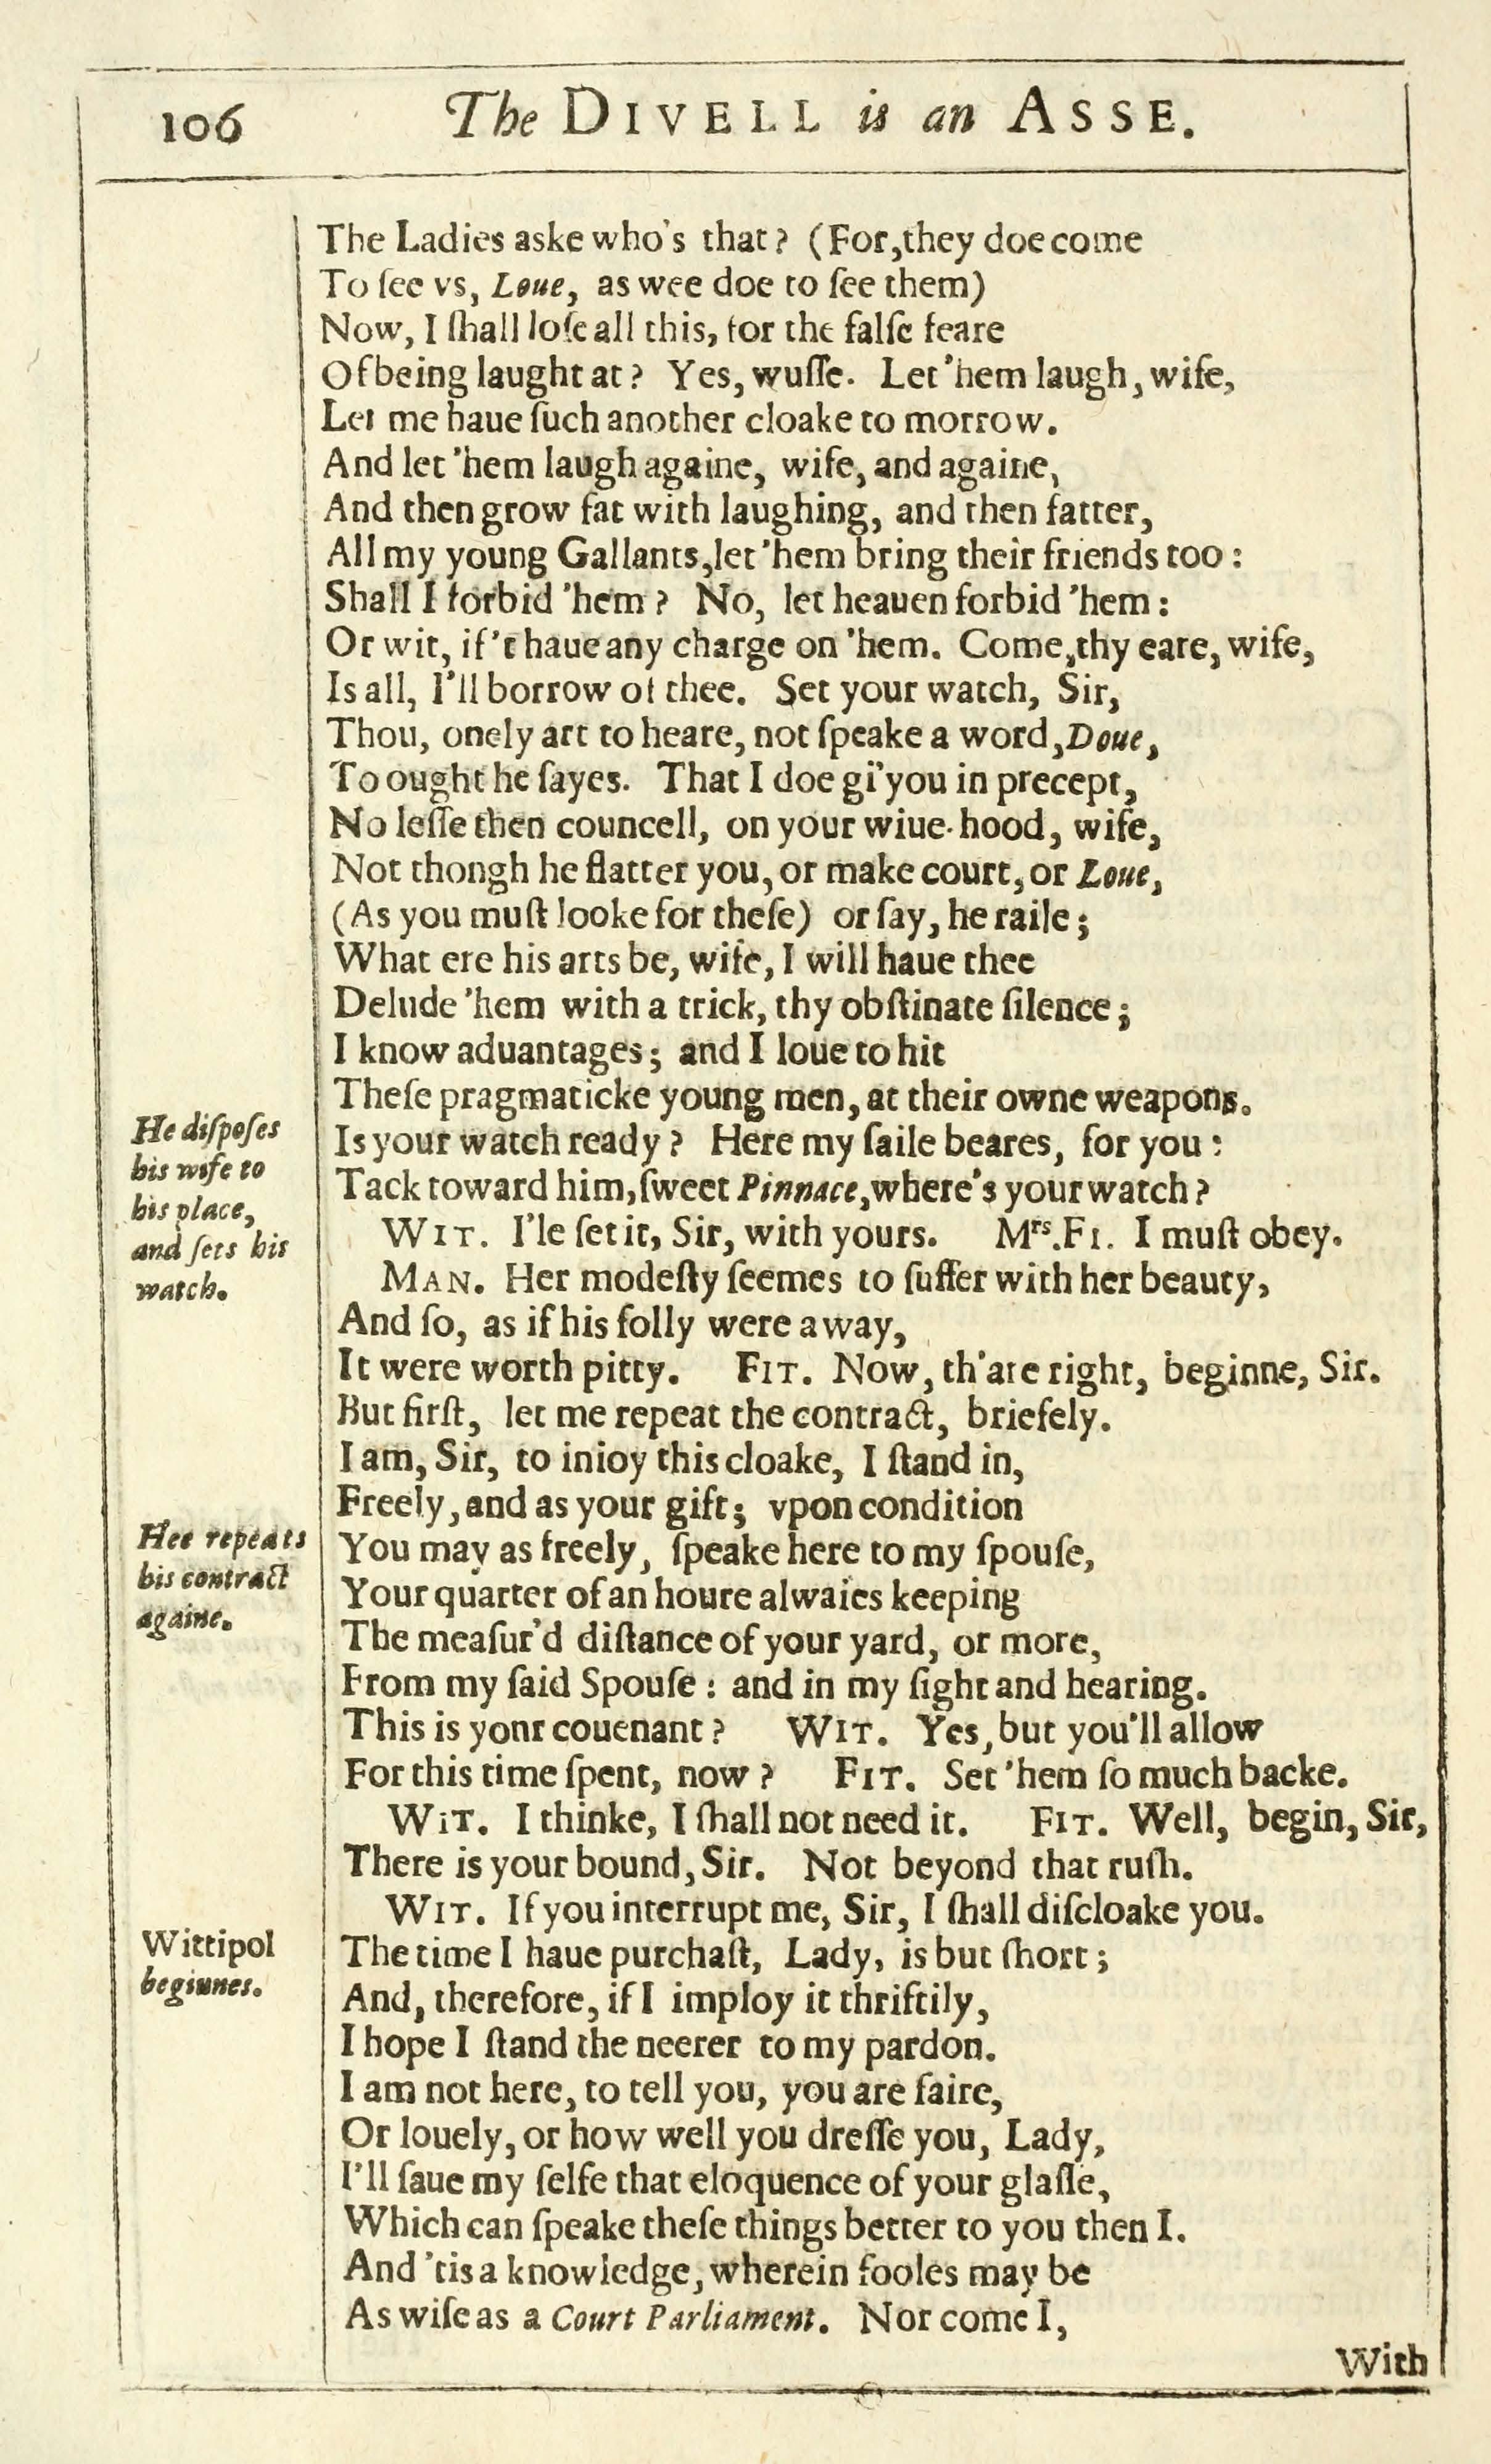 106 The DIVELL is an ASSE.
The Ladies aske who's that? (For,they doe come
To ſee vs, Loue, as wee doe to ſee them)
Now, I ſhall loſe all this, for the falſe feare
Of being laught at? Yes, wuſſe. Let 'hem laugh, wife,
Let me haue ſuch another cloake to morrow.
And let 'hem laugh againe, wife, and againe,
And then grow fat with laughing, and then fatter,
All my young Gallants,let 'hem bring their friends too:
Shall I forbid 'hem? No, let heauen forbid 'hem:
Or wit, if't haue any charge on 'hem. Come,thy eare, wife,
Is all, I'll borrow of thee. Set your watch, Sir,
Thou, onely art to heare, not ſpeake a word,Doue,
To ought he ſayes. That I doe gi'you in precept,
No leſſe then councell, on your wiue-hood, wife,
Not thongh he flatter you, or make court, or Loue,
(As you muſt looke for theſe) or ſay, he raile;
What ere his arts be, wife, I will haue thee
Delude 'hem with a trick, thy obſtinate ſilence;
I know aduantages; and I loue to hit
Theſe pragmaticke young men, at their owne weapons.
He diſpoſes
his wife to
his place,
and ſets his
watch.
Is your watch ready? Here my ſaile beares, for you:
Tack toward him,ſweet Pinnace,where's your watch?
WIT. I'le ſet it, Sir, with yours. Mrs.FI. I muſt obey.
MAN. Her modeſty ſeemes to ſuffer with her beauty,
And ſo, as if his folly were away,
It were worth pitty. FIT. Now, th'are right, beginne, Sir.
But firſt, let me repeat the contract, briefely.
I am, Sir, to inioy this cloake, I ſtand in,
Freely, and as your gift; vpon condition
Hee repeats
his contract
againe.
You may as freely, ſpeake here to my ſpouſe,
Your quarter of an houre alwaies keeping
The meaſur'd diſtance of your yard, or more,
From my ſaid Spouſe: and in my ſight and hearing.
This is yonr couenant? WIT. Yes, but you'll allow
For this time ſpent, now? FIT. Set 'hem ſo much backe.
WIT. I thinke, I ſhall not need it. FIT. Well, begin, Sir,
There is your bound, Sir. Not beyond that ruſh.
WIT. If you interrupt me, Sir, I ſhall diſcloake you.
Wittipol
beginnes.
The time I haue purchaſt, Lady, is but ſhort;
And, therefore, if I imploy it thriftily,
I hope I ſtand the neerer to my pardon.
I am not here, to tell you, you are faire,
Or louely, or how well you dreſſe you, Lady,
I'll ſaue my ſelfe that eloquence of your glaſſe,
Which can ſpeake theſe things better to you then I.
And 'tis a knowledge, wherein fooles may be
As wiſe as a Court Parliament. Nor come I,
With